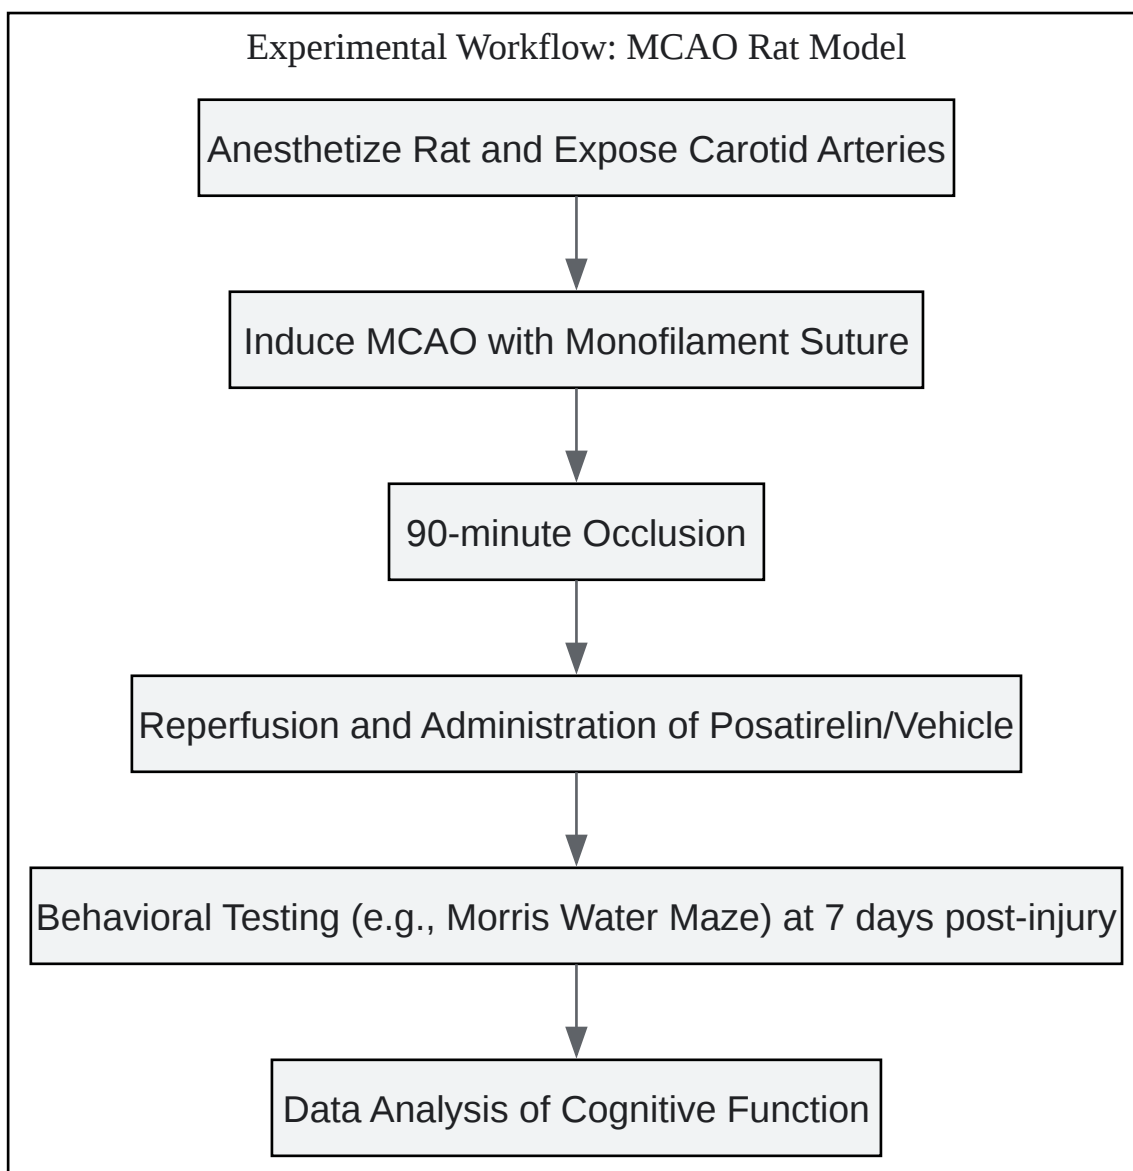 Experimental Workflow: MCAO Rat Model
Anesthetize Rat and Expose Carotid Arteries
Induce MCAO with Monofilament Suture
90-minute Occlusion
Reperfusion and Administration of Posatirelin/Vehicle
Behavioral Testing (e.g., Morris Water Maze) at 7 days post-injury
Data Analysis of Cognitive Function